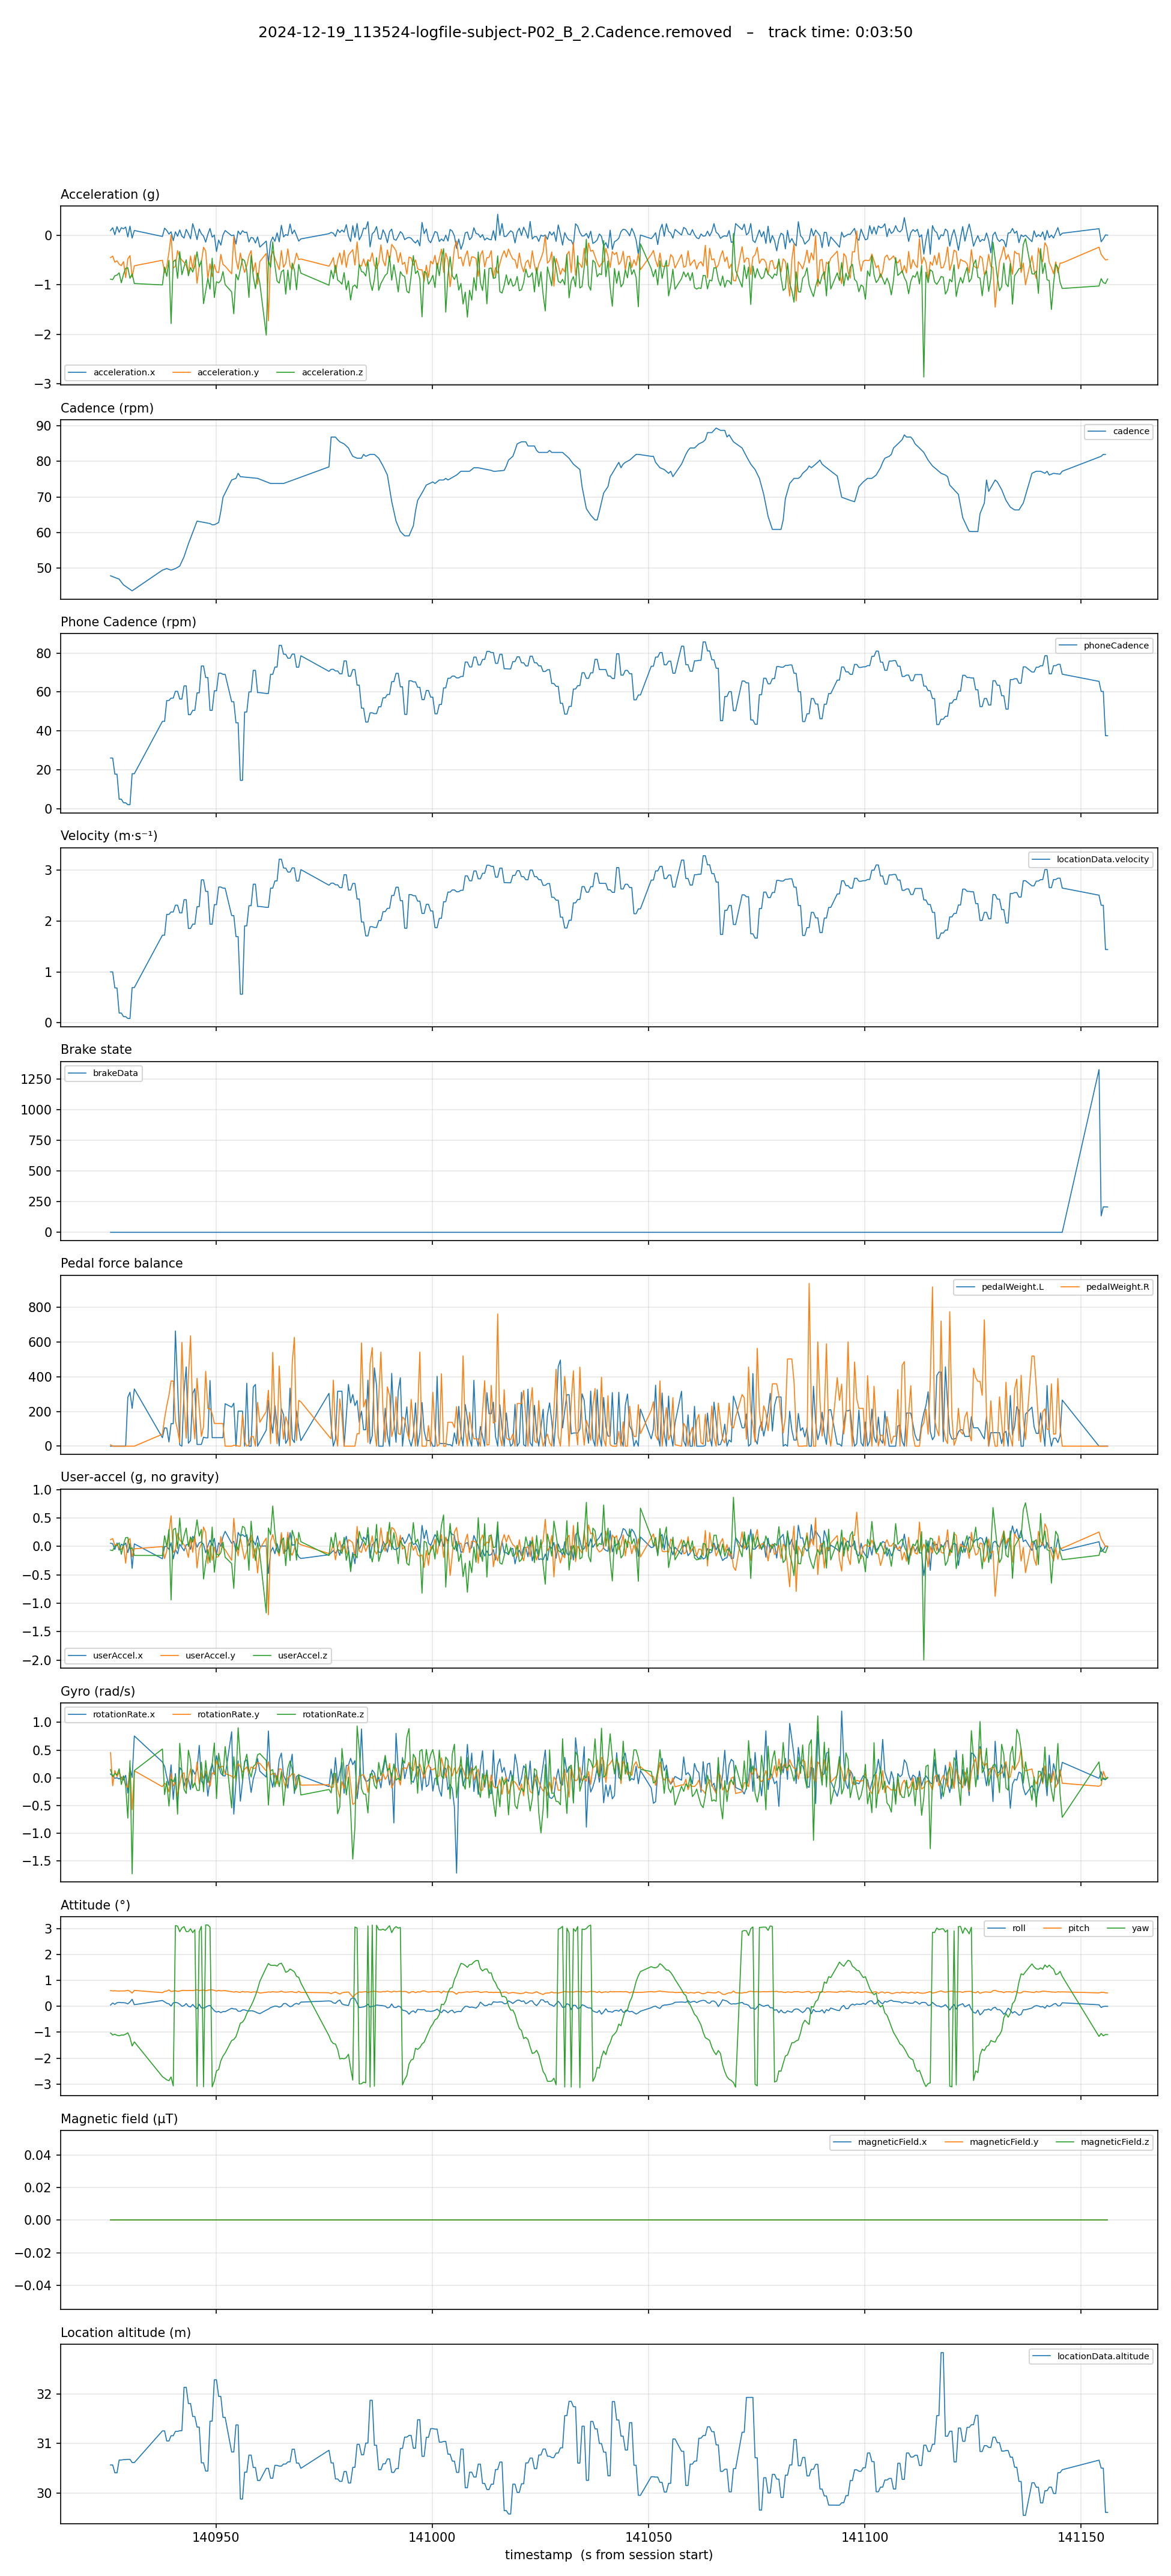 2024-12-19_113524-logfile-subject-P02_B_2.Cadence.removed – track time: 0:03:50
Acceleration (g)
0
−1
−2
−3
acceleration.x acceleration.y acceleration.z
Cadence (rpm)
90
80
70
60
50
cadence
Phone Cadence (rpm)
80
60
40
20
0
phoneCadence
Velocity (m·s⁻¹)
3
2
1
0
locationData.velocity
Brake state
1250
1000
750
500
250
0
brakeData
Pedal force balance
800
600
400
200
0
pedalWeight.L pedalWeight.R
User-accel (g, no gravity)
1.0
0.5
0.0
−0.5
−1.0
−1.5
−2.0
userAccel.x userAccel.y userAccel.z
Gyro (rad/s)
1.0
0.5
0.0
−0.5
−1.0
−1.5
rotationRate.x rotationRate.y rotationRate.z
Attitude (°)
3
2
1
0
−1
−2
−3
roll pitch yaw
Magnetic field (µT)
0.04
0.02
0.00
−0.02
−0.04
magneticField.x magneticField.y magneticField.z
Location altitude (m)
32
31
30
locationData.altitude
140950 141000 141050 141100 141150
timestamp (s from session start)